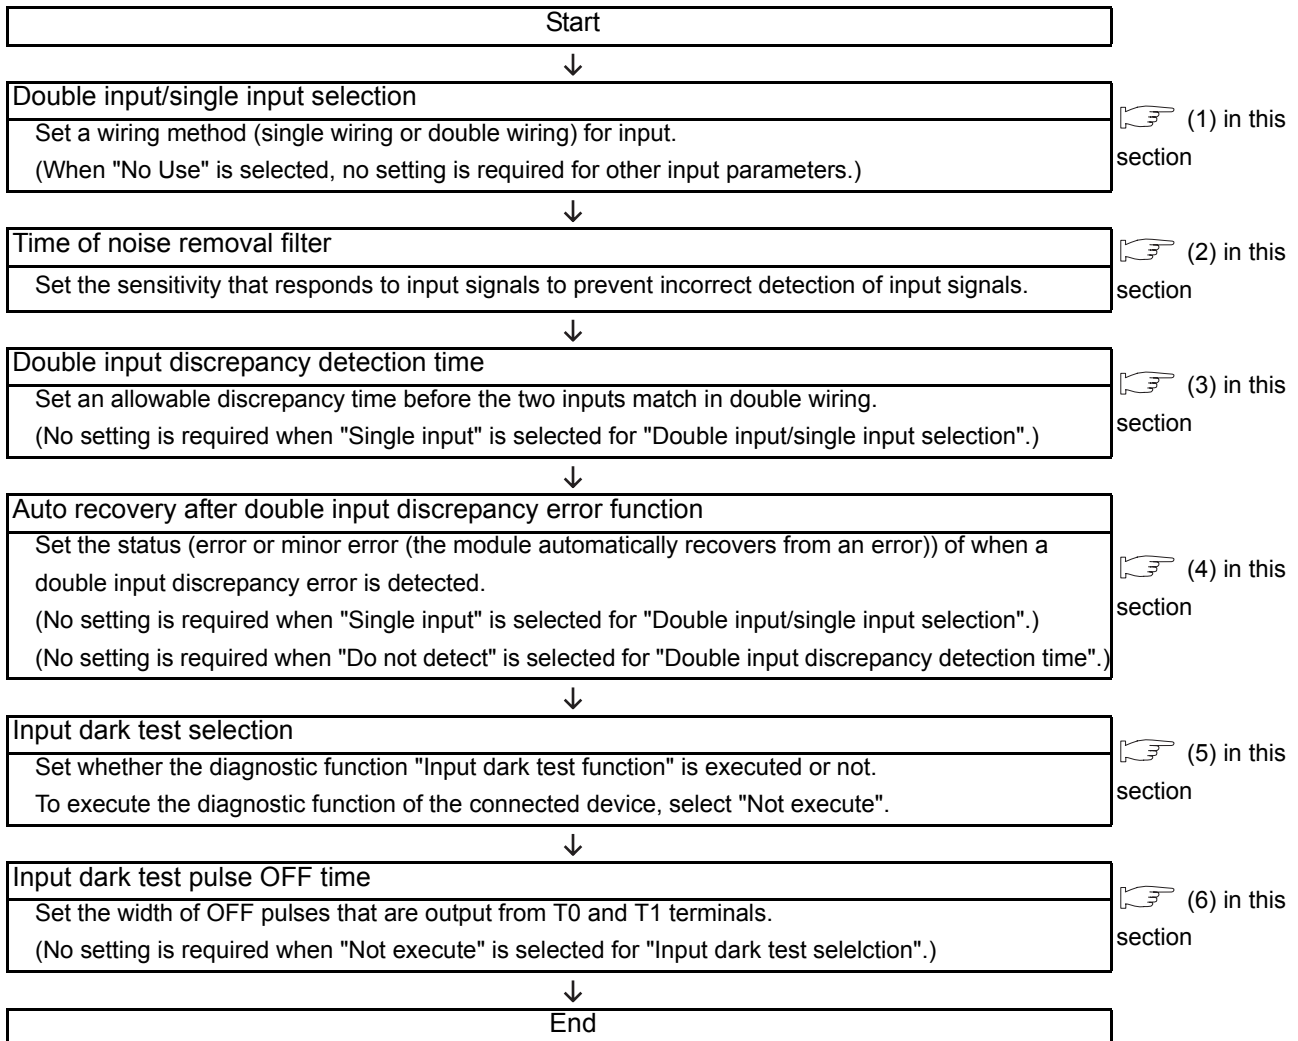 Start
↓
Double input/single input selection
Set a wiring method (single wiring or double wiring) for input.
(When "No Use" is selected, no setting is required for other input parameters.)
(1) in this
section
↓
Time of noise removal filter
Set the sensitivity that responds to input signals to prevent incorrect detection of input signals.
(2) in this
section
↓
Double input discrepancy detection time
Set an allowable discrepancy time before the two inputs match in double wiring.
(No setting is required when "Single input" is selected for "Double input/single input selection".)
(3) in this
section
↓
Auto recovery after double input discrepancy error function
Set the status (error or minor error (the module automatically recovers from an error)) of when a
double input discrepancy error is detected.
(No setting is required when "Single input" is selected for "Double input/single input selection".)
(No setting is required when "Do not detect" is selected for "Double input discrepancy detection time".)
(4) in this
section
↓
Input dark test selection
Set whether the diagnostic function "Input dark test function" is executed or not.
To execute the diagnostic function of the connected device, select "Not execute".
(5) in this
section
↓
Input dark test pulse OFF time
Set the width of OFF pulses that are output from T0 and T1 terminals.
(No setting is required when "Not execute" is selected for "Input dark test selelction".)
(6) in this
section
↓
End